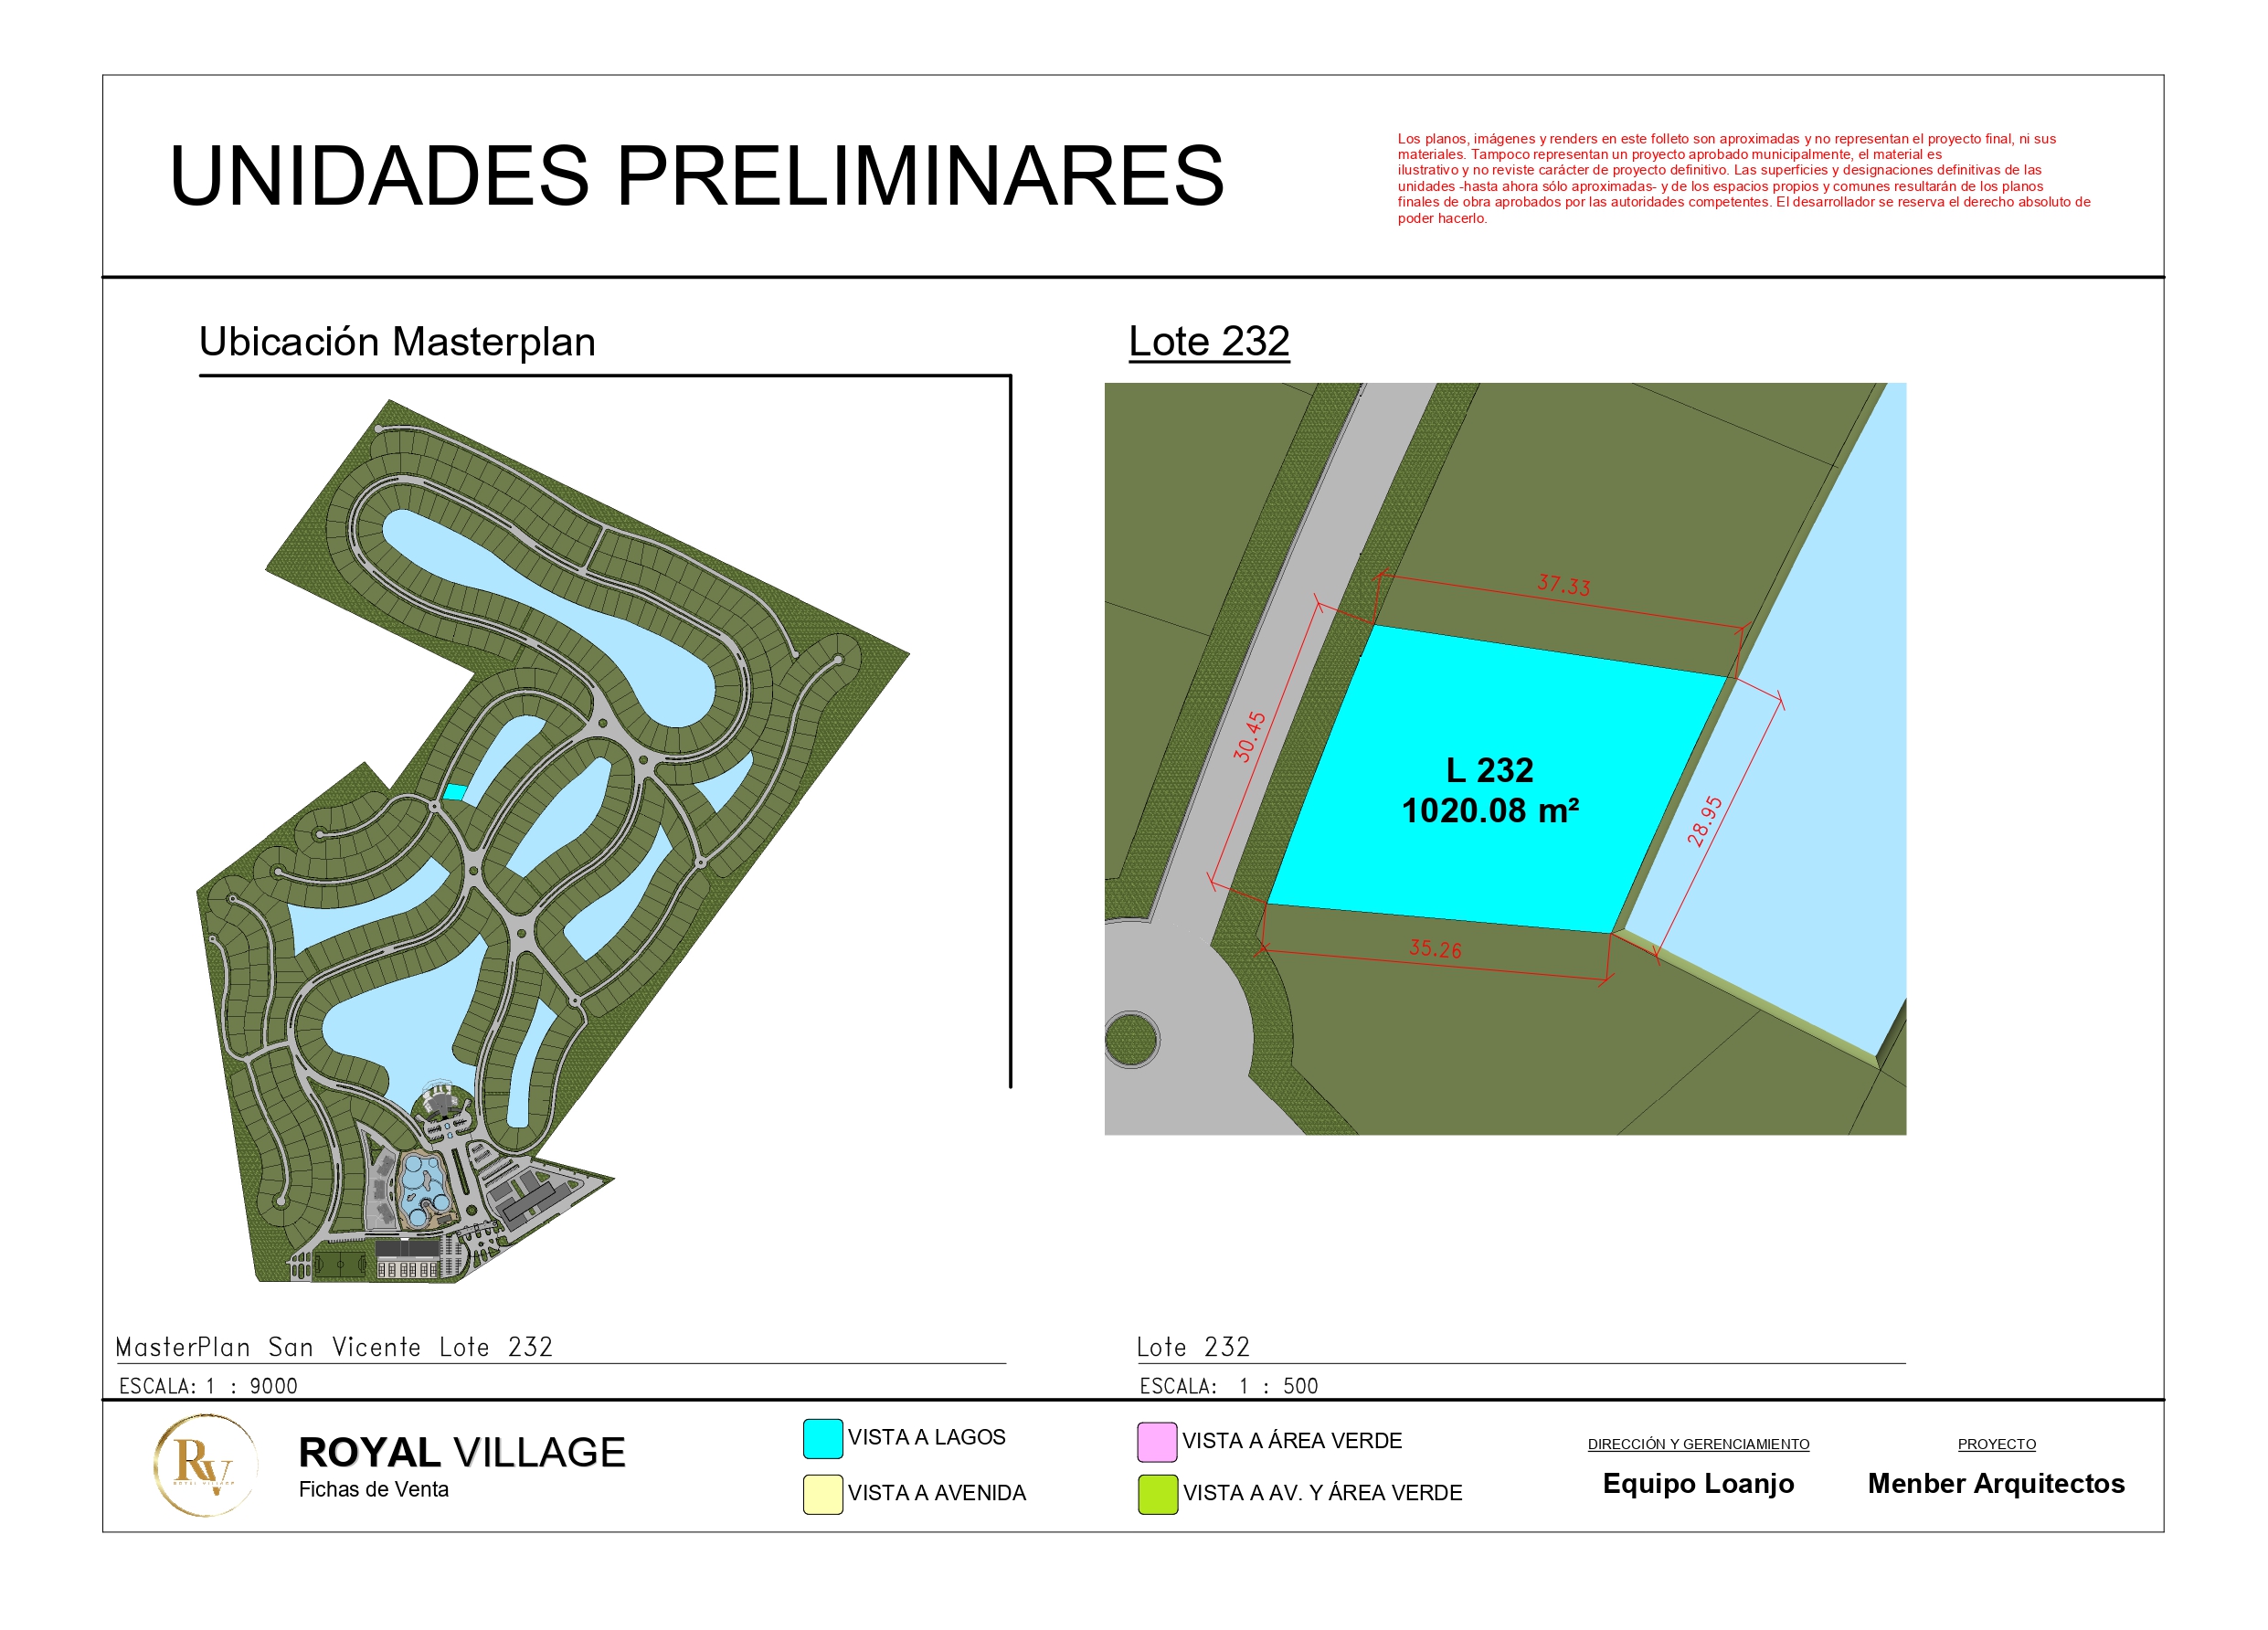 UNIDADES PRELIMINARES
Los planos, imágenes y renders en este folleto son aproximadas y no representan el proyecto final, ni sus
materiales. Tampoco representan un proyecto aprobado municipalmente, el material es
ilustrativo y no reviste carácter de proyecto definitivo. Las superficies y designaciones definitivas de las
unidades -hasta ahora sólo aproximadas- y de los espacios propios y comunes resultarán de los planos
finales de obra aprobados por las autoridades competentes. El desarrollador se reserva el derecho absoluto de
poder hacerlo.
Ubicación Masterplan
Lote 232
37.33
30.45
L 232
1020.08 m²
28.95
35.26
MasterPlan San Vicente Lote 232
ESCALA: 1 : 9000
Lote 232
ESCALA: 1 : 500
RV
ROYAL VILLAGE
ROYAL VILLAGE
Fichas de Venta
VISTA A LAGOS
VISTA A AVENIDA
VISTA A ÁREA VERDE
VISTA A AV. Y ÁREA VERDE
DIRECCIÓN Y GERENCIAMIENTO
Equipo Loanjo
PROYECTO
Menber Arquitectos